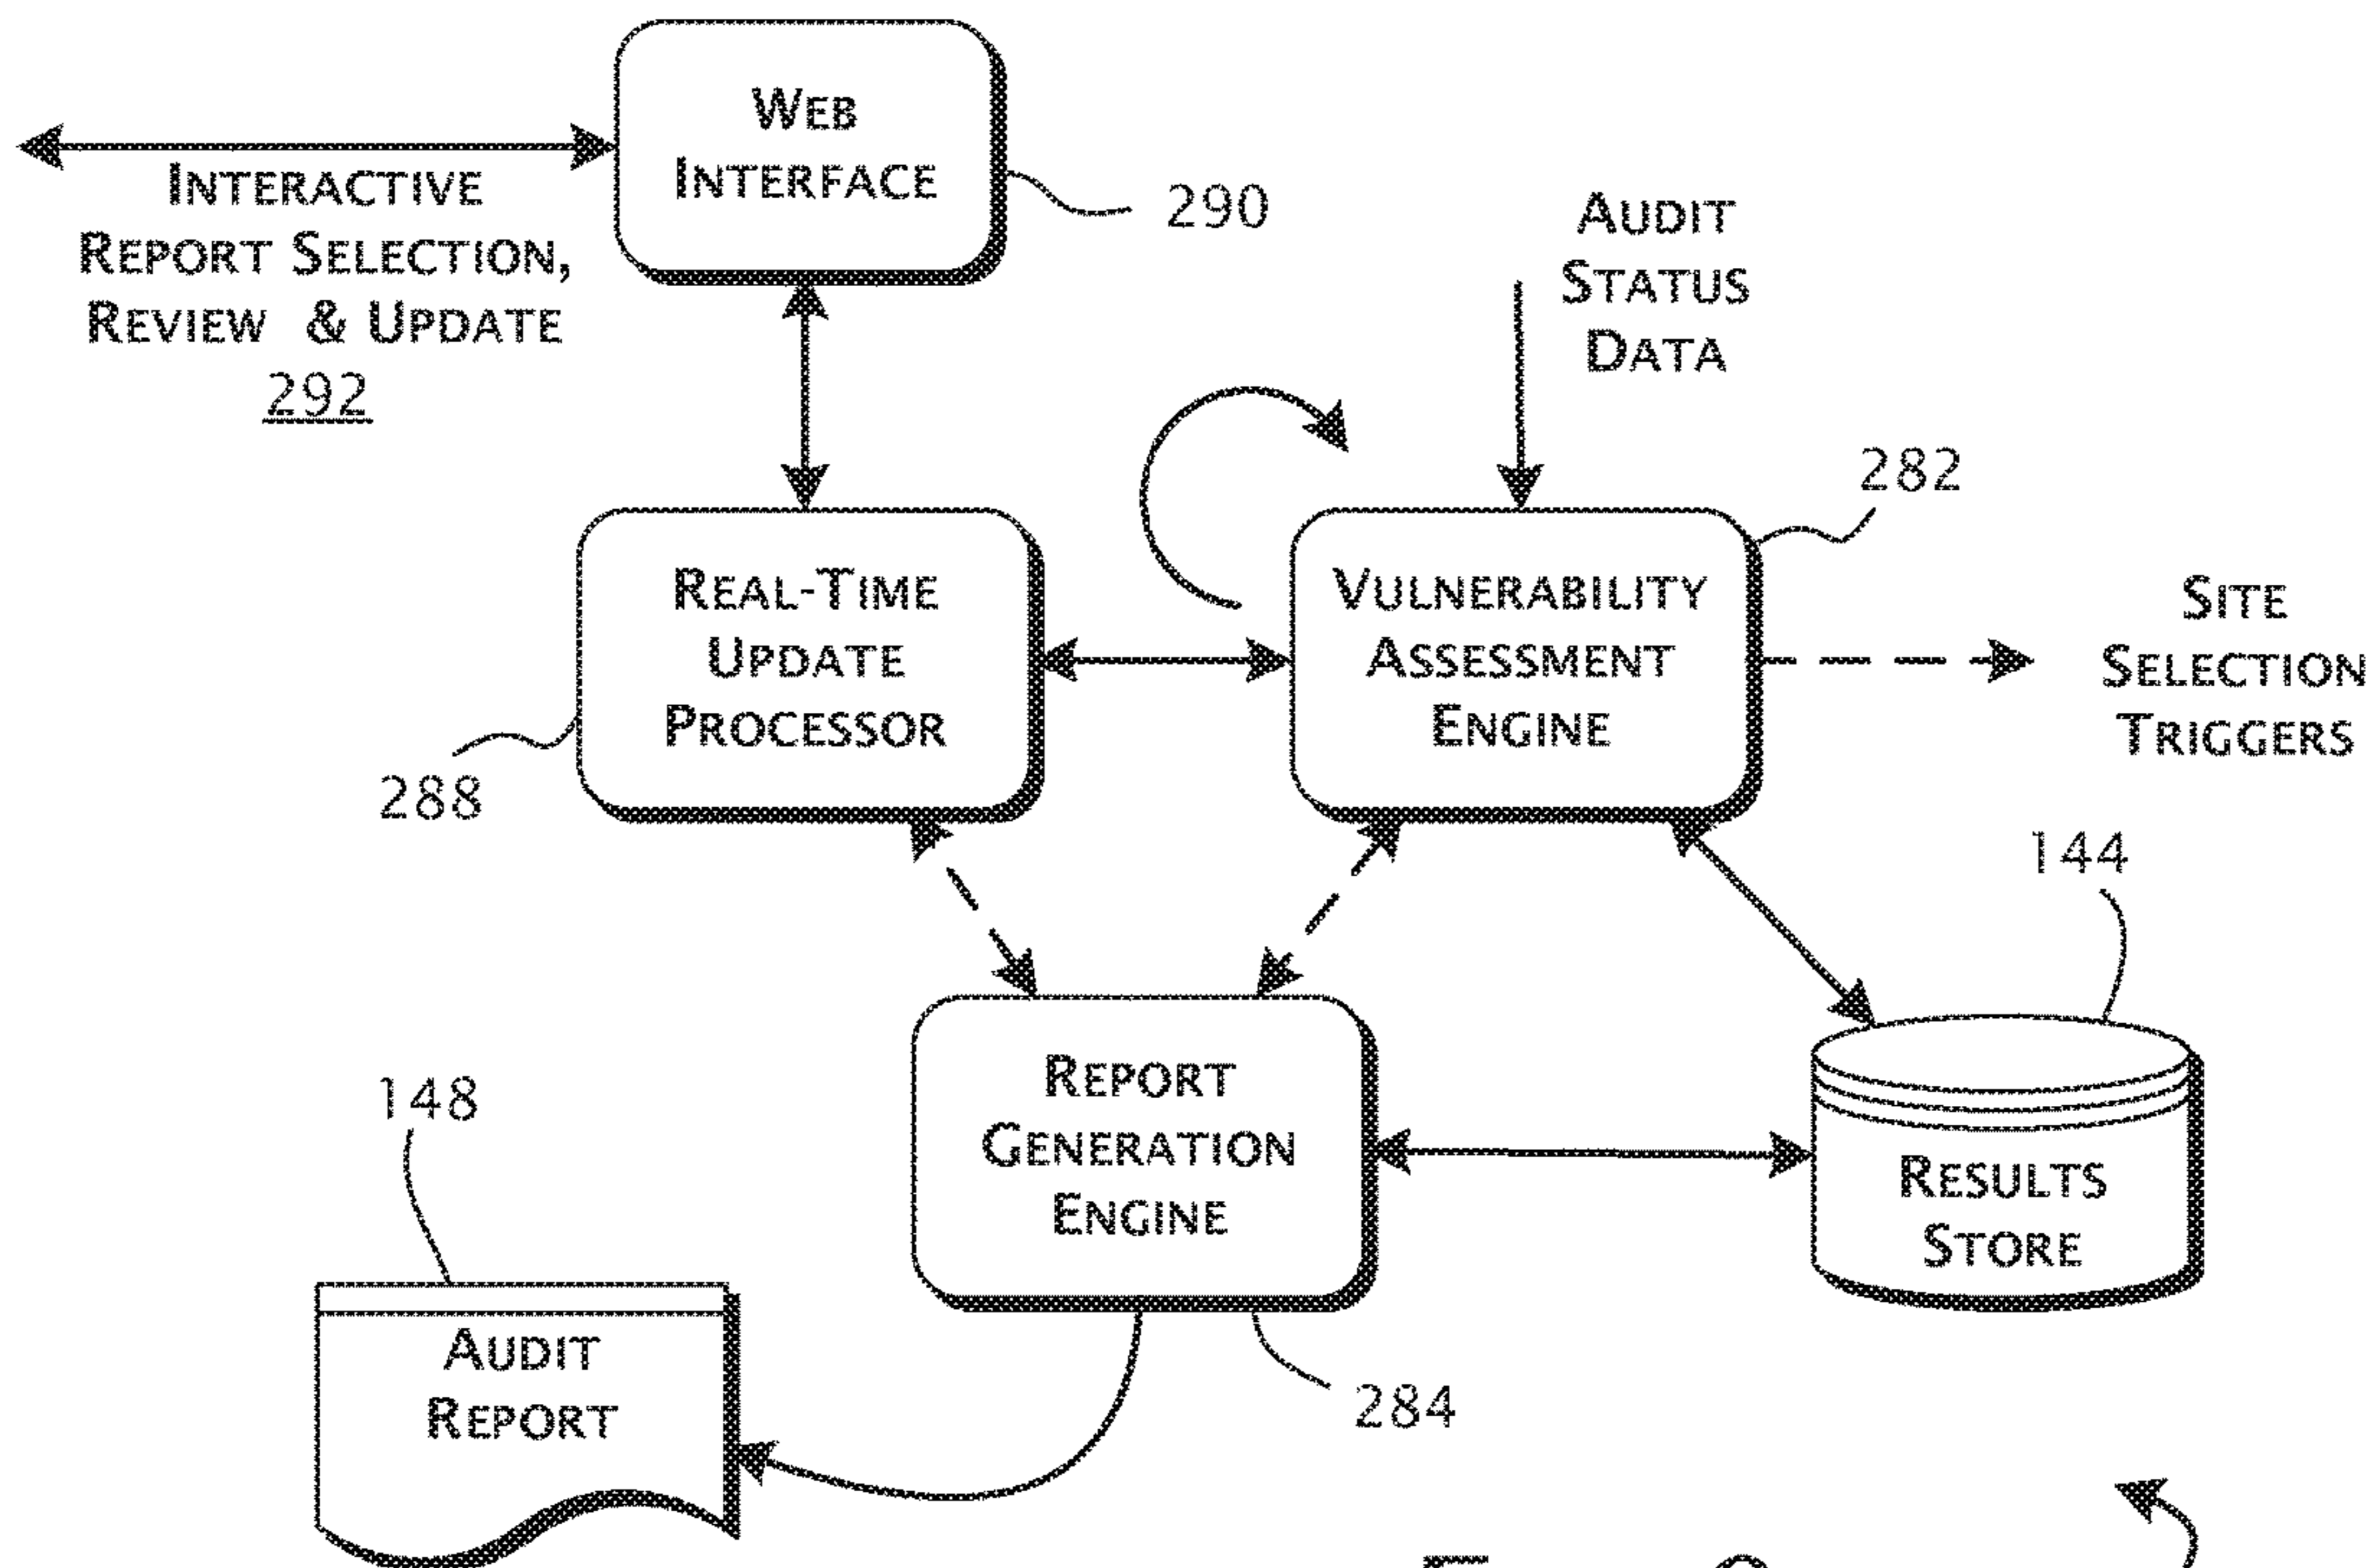 WEB
INTERFACE
290
INTERACTIVE
REPORT SELECTION,
REVIEW & UPDATE
292
AUDIT
STATUS
DATA
282
REAL-TIME
UPDATE
PROCESSOR
288
VULNERABILITY
ASSESSMENT
ENGINE
SITE
SELECTION
TRIGGERS
144
REPORT
GENERATION
ENGINE
284
RESULTS
STORE
148
AUDIT
REPORT